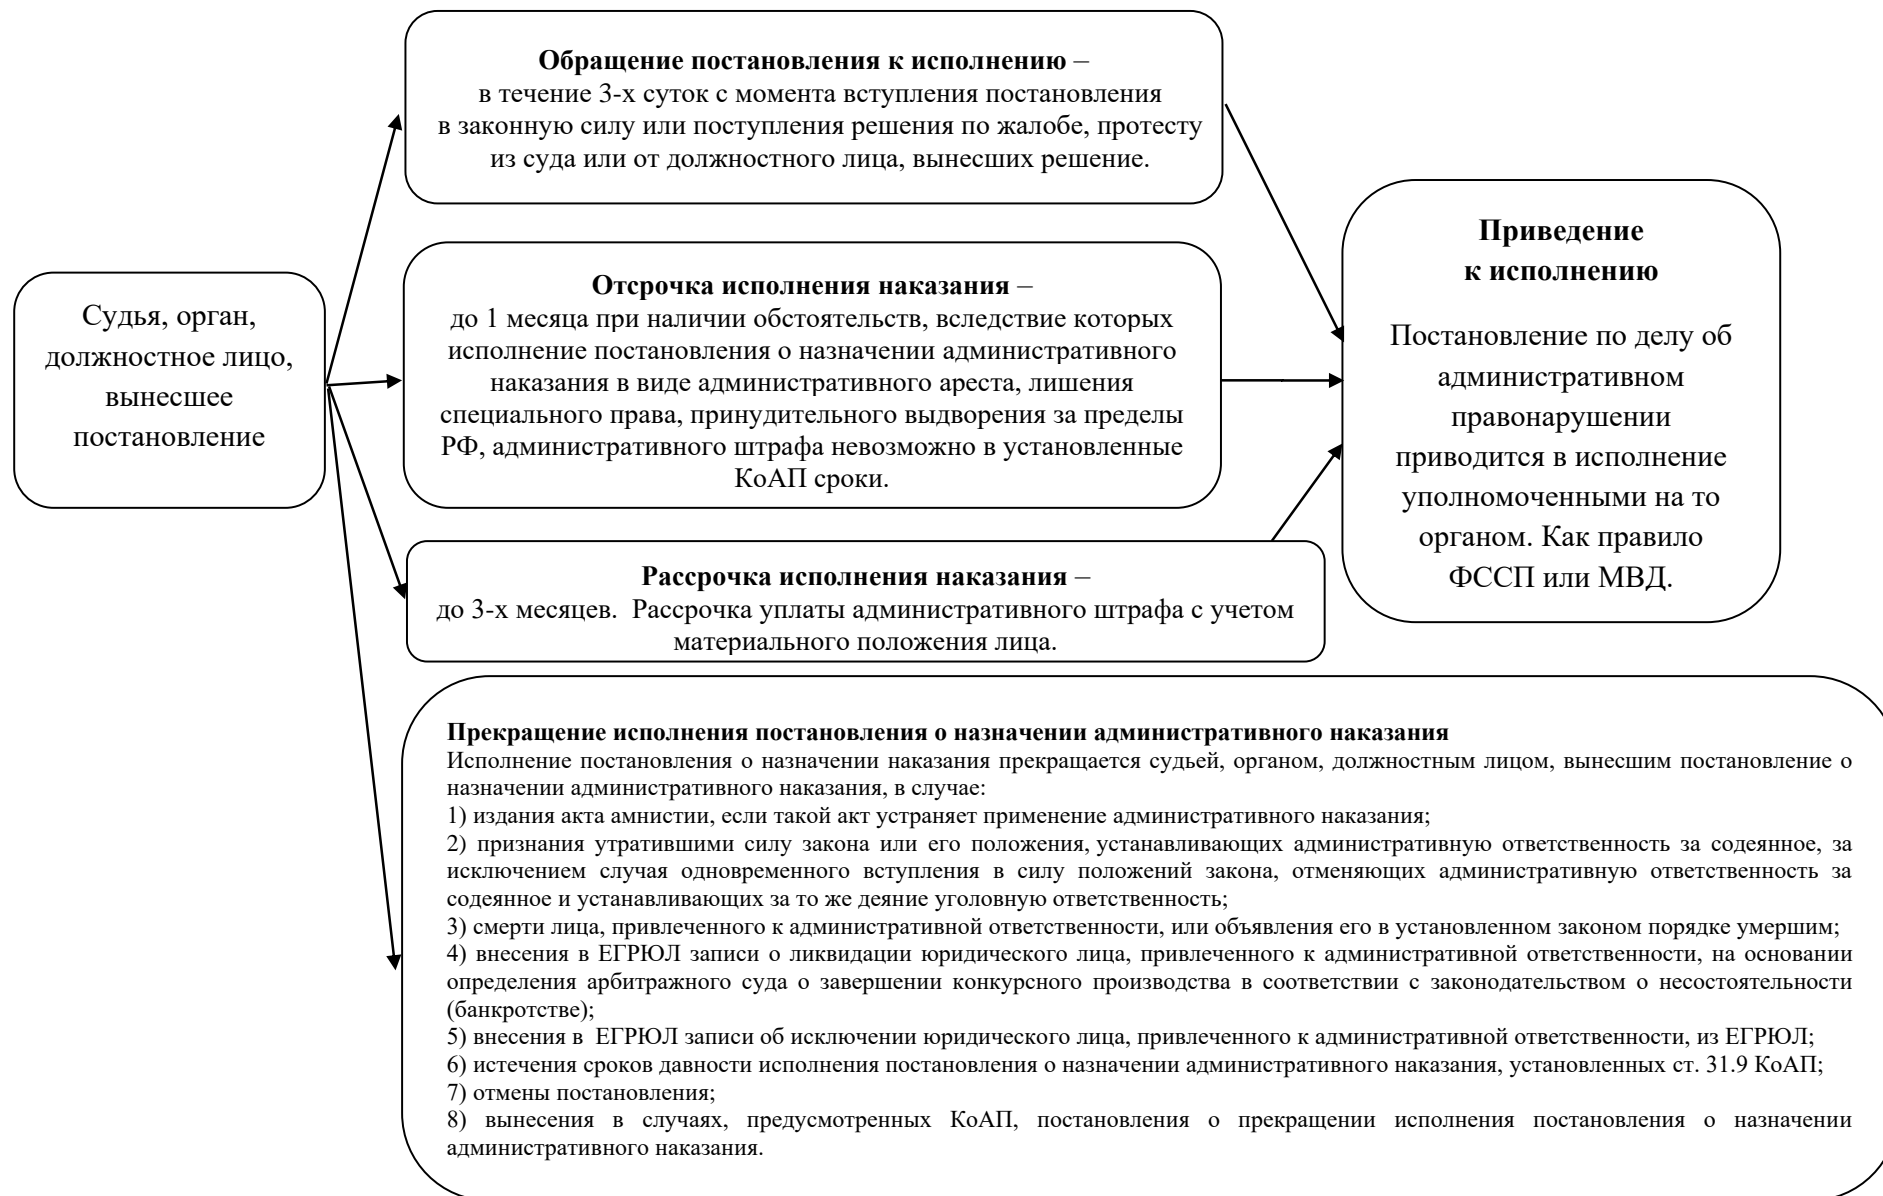 Судья, орган,
должностное лицо,
вынесшее
постановление
Обращение постановления к исполнению –
в течение 3-х суток с момента вступления постановления
в законную силу или поступления решения по жалобе, протесту
из суда или от должностного лица, вынесших решение.
Отсрочка исполнения наказания –
до 1 месяца при наличии обстоятельств, вследствие которых
исполнение постановления о назначении административного
наказания в виде административного ареста, лишения
специального права, принудительного выдворения за пределы
РФ, административного штрафа невозможно в установленные
КоАП сроки.
Рассрочка исполнения наказания –
до 3-х месяцев. Рассрочка уплаты административного штрафа с учетом
материального положения лица.
Приведение
к исполнению
Постановление по делу об
административном
правонарушении
приводится в исполнение
уполномоченными на то
органом. Как правило
ФССП или МВД.
Прекращение исполнения постановления о назначении административного наказания
Исполнение постановления о назначении наказания прекращается судьей, органом, должностным лицом, вынесшим постановление о
назначении административного наказания, в случае:
1) издания акта амнистии, если такой акт устраняет применение административного наказания;
2) признания утратившими силу закона или его положения, устанавливающих административную ответственность за содеянное, за
исключением случая одновременного вступления в силу положений закона, отменяющих административную ответственность за
содеянное и устанавливающих за то же деяние уголовную ответственность;
3) смерти лица, привлеченного к административной ответственности, или объявления его в установленном законом порядке умершим;
4) внесения в ЕГРЮЛ записи о ликвидации юридического лица, привлеченного к административной ответственности, на основании
определения арбитражного суда о завершении конкурсного производства в соответствии с законодательством о несостоятельности
(банкротстве);
5) внесения в ЕГРЮЛ записи об исключении юридического лица, привлеченного к административной ответственности, из ЕГРЮЛ;
6) истечения сроков давности исполнения постановления о назначении административного наказания, установленных ст. 31.9 КоАП;
7) отмены постановления;
8) вынесения в случаях, предусмотренных КоАП, постановления о прекращении исполнения постановления о назначении
административного наказания.